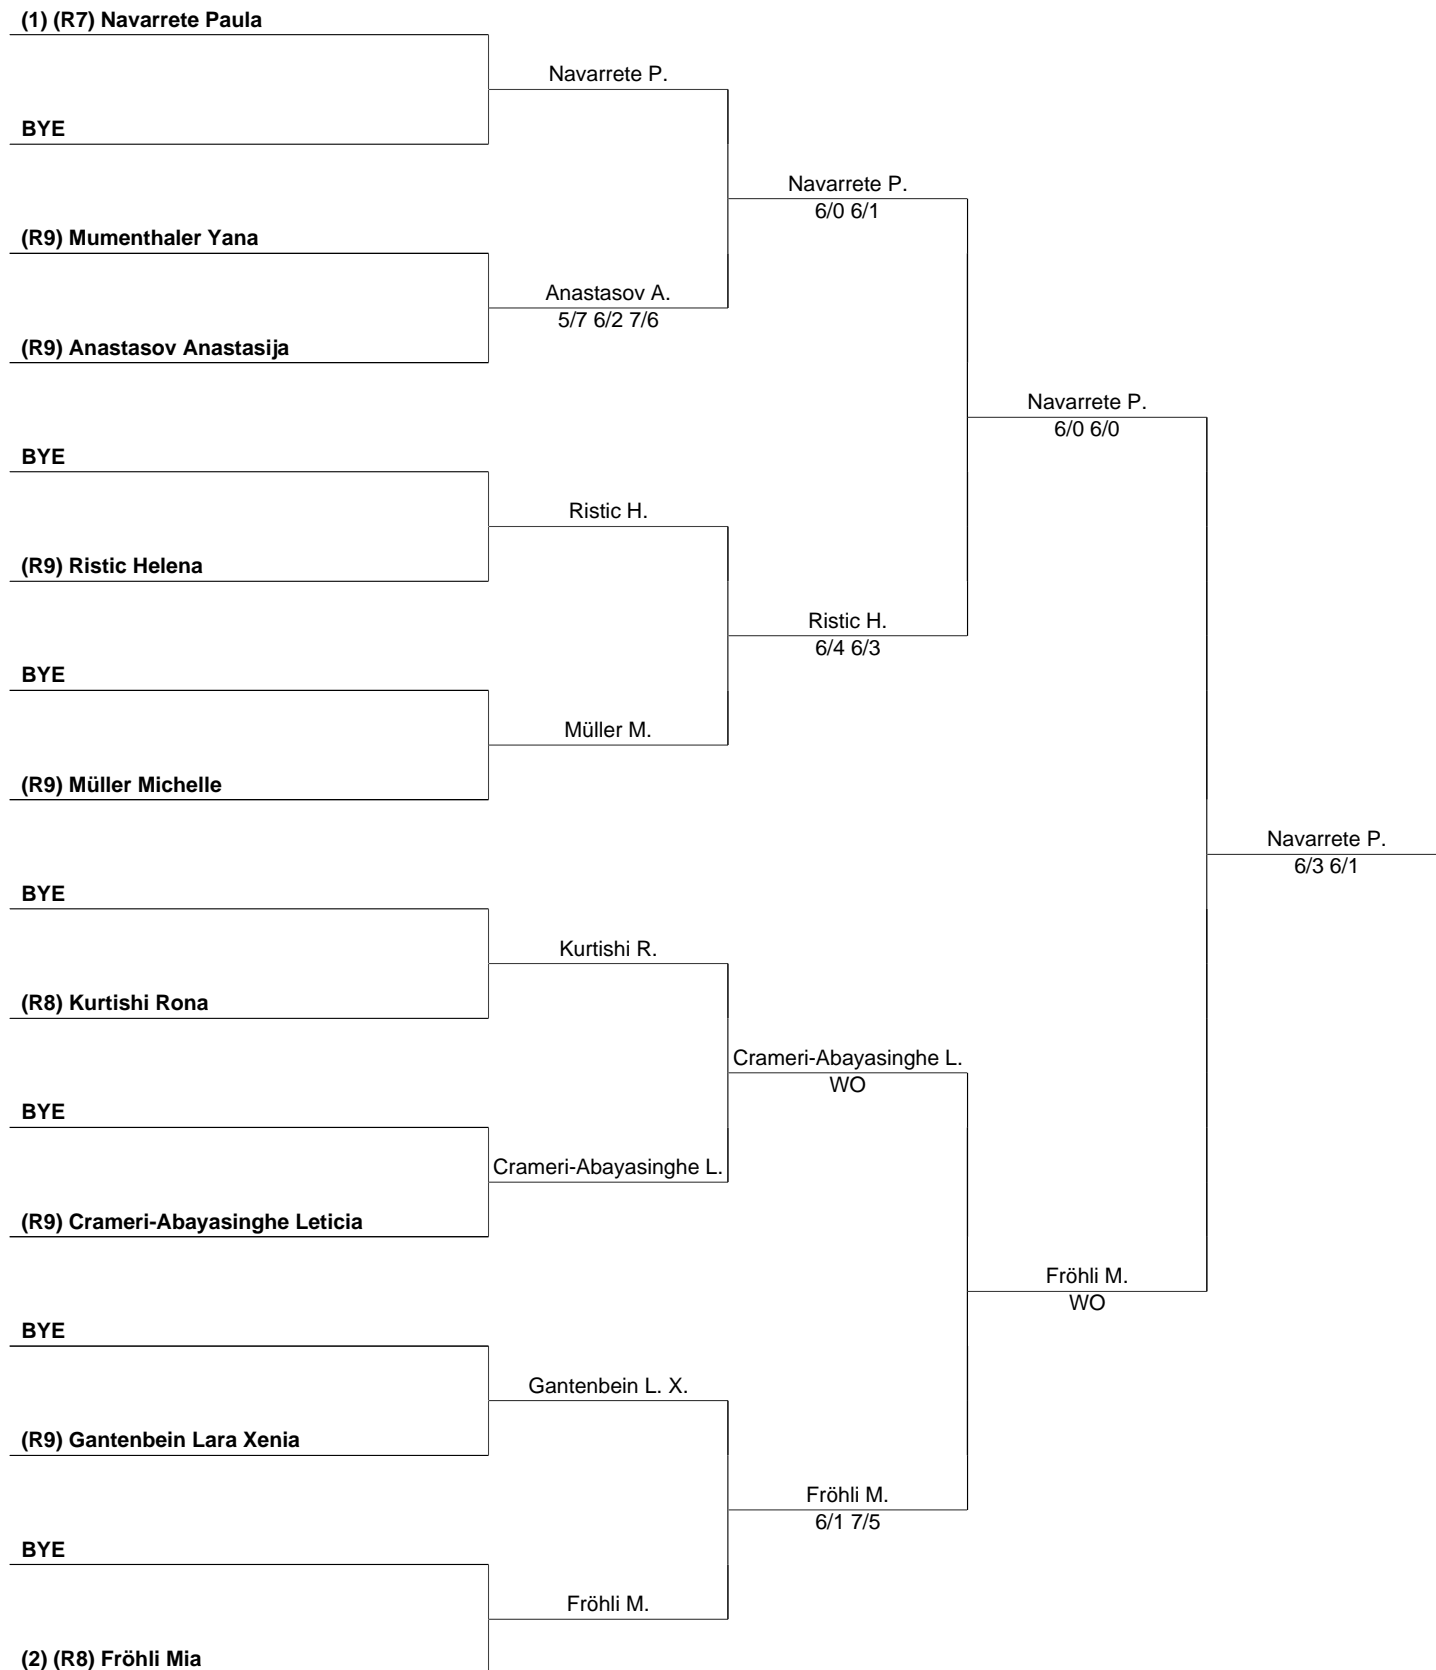 (1) (R7) Navarrete Paula
Navarrete P.
BYE
Navarrete P.
6/0 6/1
(R9) Mumenthaler Yana
Anastasov A.
5/7 6/2 7/6
(R9) Anastasov Anastasija
Navarrete P.
6/0 6/0
BYE
Ristic H.
(R9) Ristic Helena
Ristic H.
6/4 6/3
BYE
Müller M.
(R9) Müller Michelle
Navarrete P.
6/3 6/1
BYE
Kurtishi R.
(R8) Kurtishi Rona
Crameri-Abayasinghe L.
WO
BYE
Crameri-Abayasinghe L.
(R9) Crameri-Abayasinghe Leticia
Fröhli M.
WO
BYE
Gantenbein L. X.
(R9) Gantenbein Lara Xenia
Fröhli M.
6/1 7/5
BYE
Fröhli M.
(2) (R8) Fröhli Mia